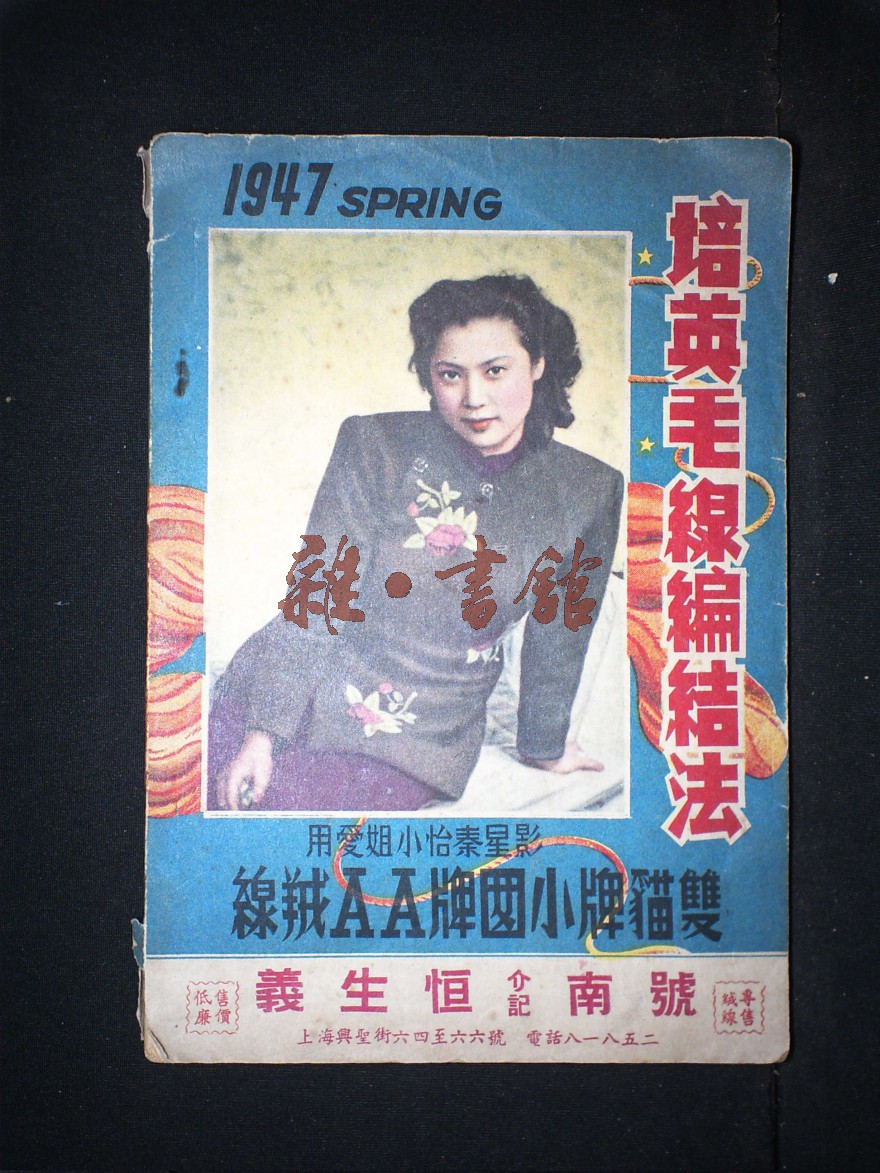 1947 SPRING
培英毛線編結法
雜·書館
影星秦怡小姐愛用
雙貓牌小囡牌AA羢線
義生恒介記南號
售價低廉
專售絨線
上海興聖街六四至六六號 電話八一八五二